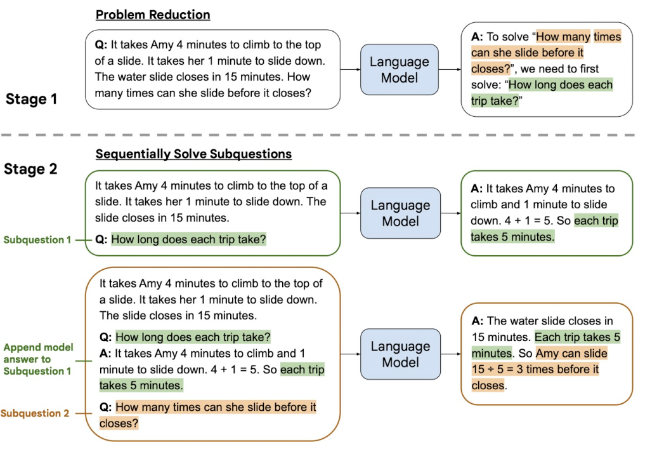 Problem Reduction
Q: It takes Amy 4 minutes to climb to the top
of a slide. It takes her 1 minute to slide down.
The water slide closes in 15 minutes. How
many times can she slide before it closes?
Language
Model
A: To solve “How many times
can she slide before it
closes?”, we need to first
solve: “How long does each
trip take?”
Stage 1
Stage 2
Sequentially Solve Subquestions
It takes Amy 4 minutes to climb to the top of a
slide. It takes her 1 minute to slide down. The
slide closes in 15 minutes.
Subquestion 1
Q: How long does each trip take?
Language
Model
A: It takes Amy 4 minutes to
climb and 1 minute to slide
down. 4 + 1 = 5. So each trip
takes 5 minutes.
It takes Amy 4 minutes to climb to the top of
a slide. It takes her 1 minute to slide down.
The slide closes in 15 minutes.
Append model
answer to
Subquestion 1
Q: How long does each trip take?
A: It takes Amy 4 minutes to climb and 1
minute to slide down. 4 + 1 = 5. So each trip
takes 5 minutes.
Subquestion 2
Q: How many times can she slide before it
closes?
Language
Model
A: The water slide closes in
15 minutes. Each trip takes 5
minutes. So Amy can slide
15 ÷ 5 = 3 times before it
closes.